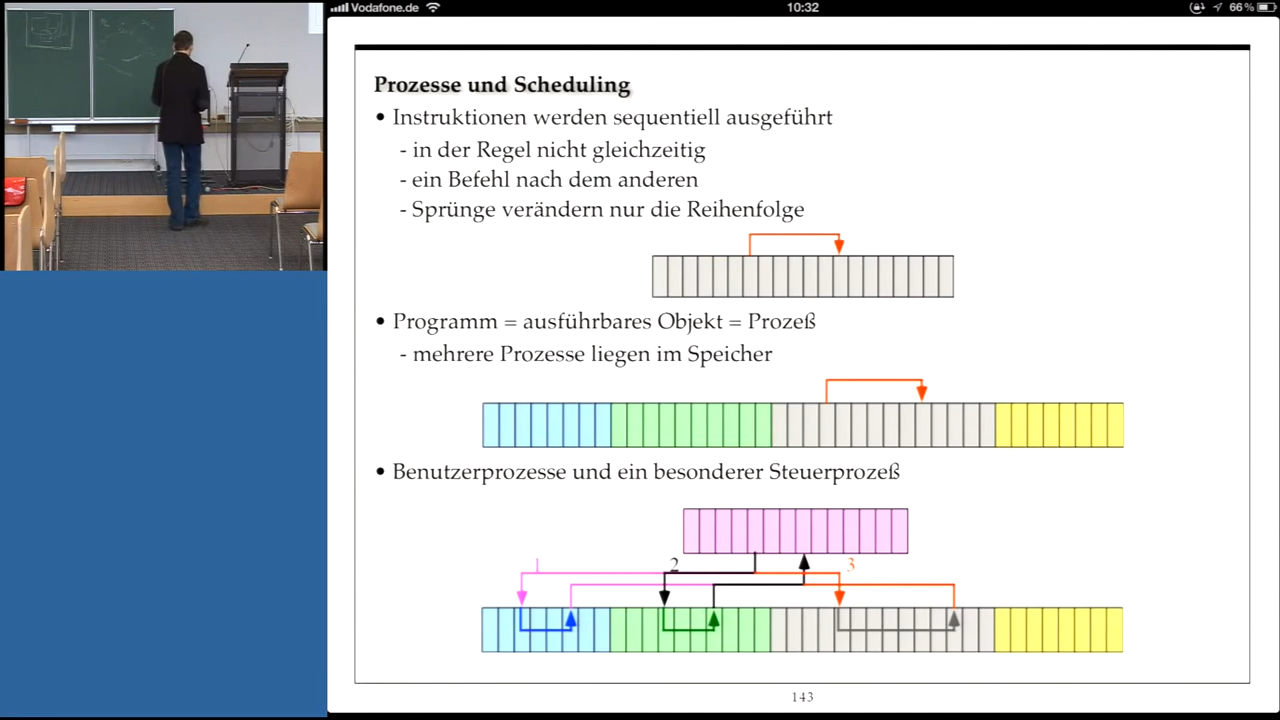 Vodafone.de
10:32
66%
Prozesse und Scheduling
• Instruktionen werden sequentiell ausgeführt
- in der Regel nicht gleichzeitig
- ein Befehl nach dem anderen
- Sprünge verändern nur die Reihenfolge
• Programm = ausführbares Objekt = Prozeß
- mehrere Prozesse liegen im Speicher
• Benutzerprozesse und ein besonderer Steuerprozeß
1 2 3
143